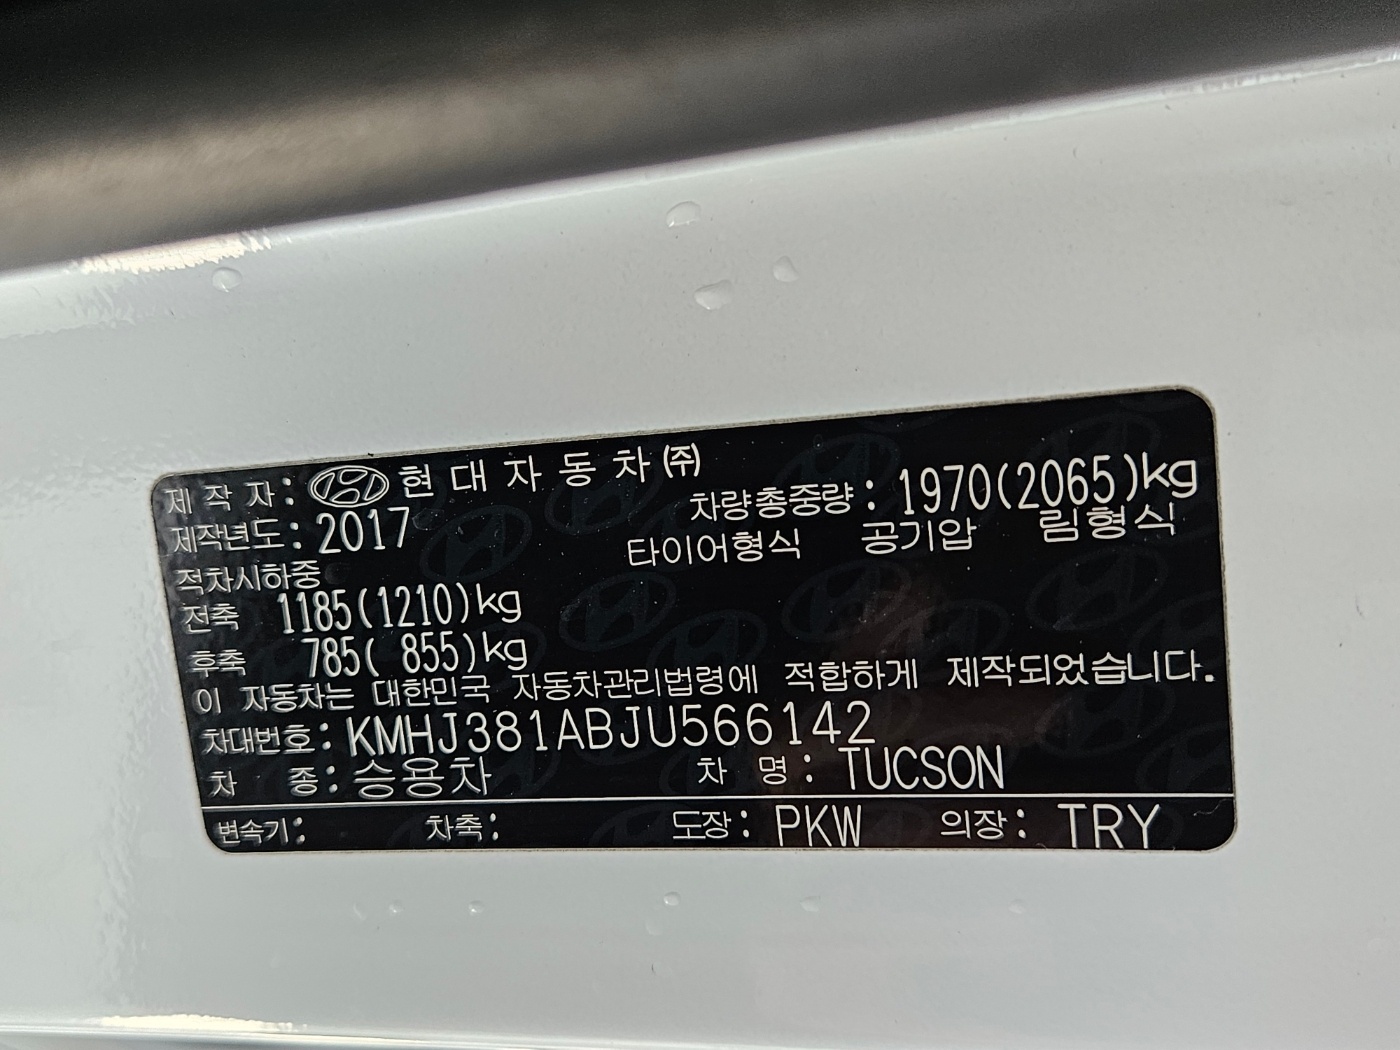 제 작 자 : 현 대 자 동 차 ㈜
제작년도 : 2017 차량총중량 : 1970(2065)kg
적차시하중 타이어형식 공기압 림형식
전축 1185(1210)kg
후축 785( 855)kg
이 자동차는 대한민국 자동차관리법령에 적합하게 제작되었습니다.
차대번호 : KMHJ381ABJU566142
차 종 : 승용차 차 명 : TUCSON
변속기 : 차축 : 도장 : PKW 의장 : TRY